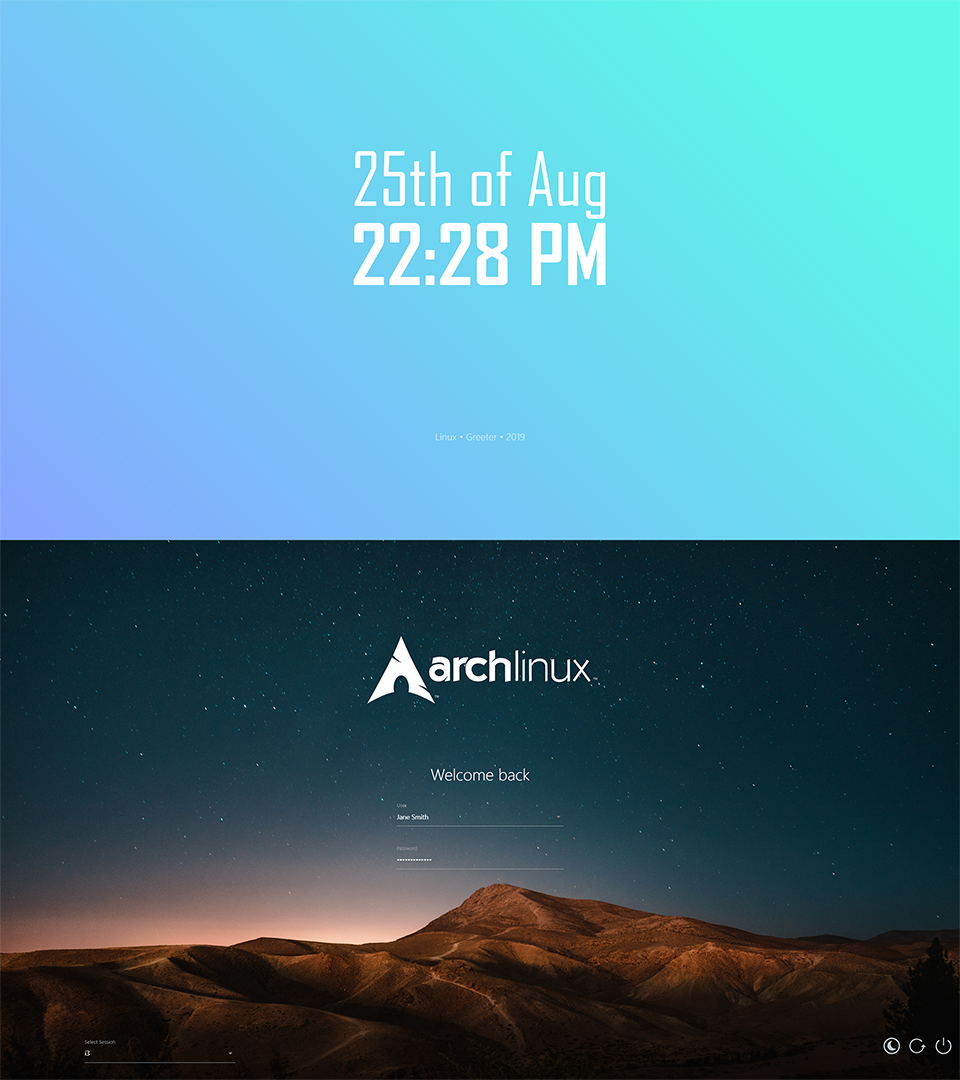 25th of Aug
22:28 PM
Linux • Greeter • 2019
archlinux
Welcome back
User
Jane Smith
Password
Select Session
i3